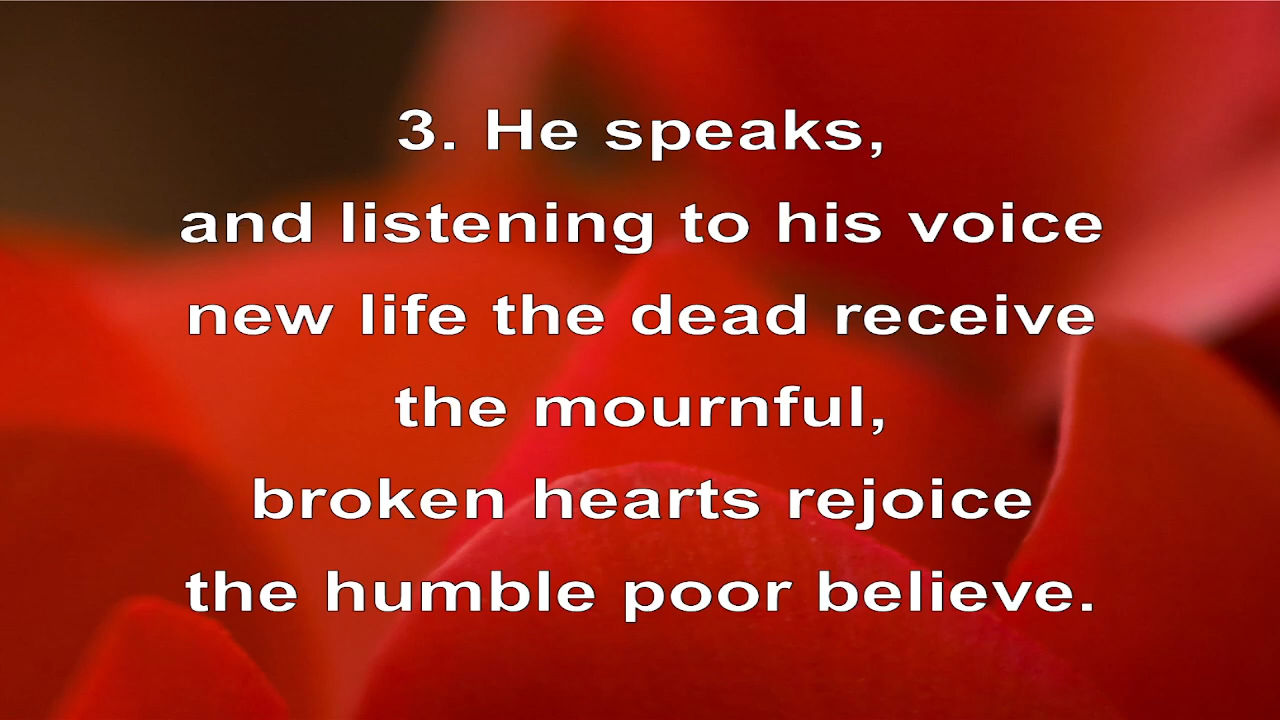 3. He speaks,
and listening to his voice
new life the dead receive
the mournful,
broken hearts rejoice
the humble poor believe.